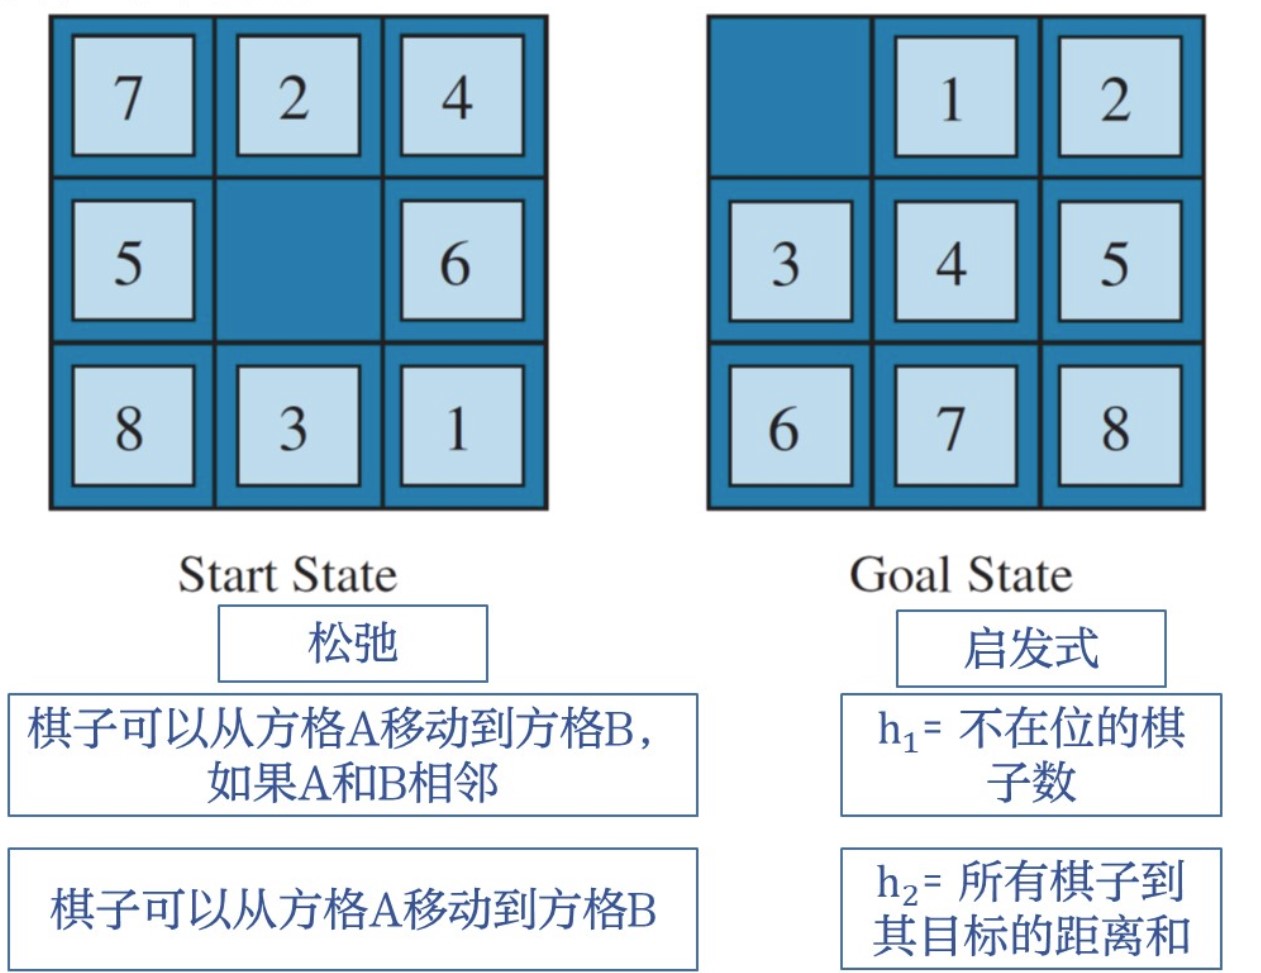 7 2 4
1 2
5 6
3 4 5
8 3 1
6 7 8
Start State
Goal State
松弛
启发式
棋子可以从方格A移动到方格B，
如果A和B相邻
h₁= 不在位的棋
子数
棋子可以从方格A移动到方格B
h₂= 所有棋子到
其目标的距离和